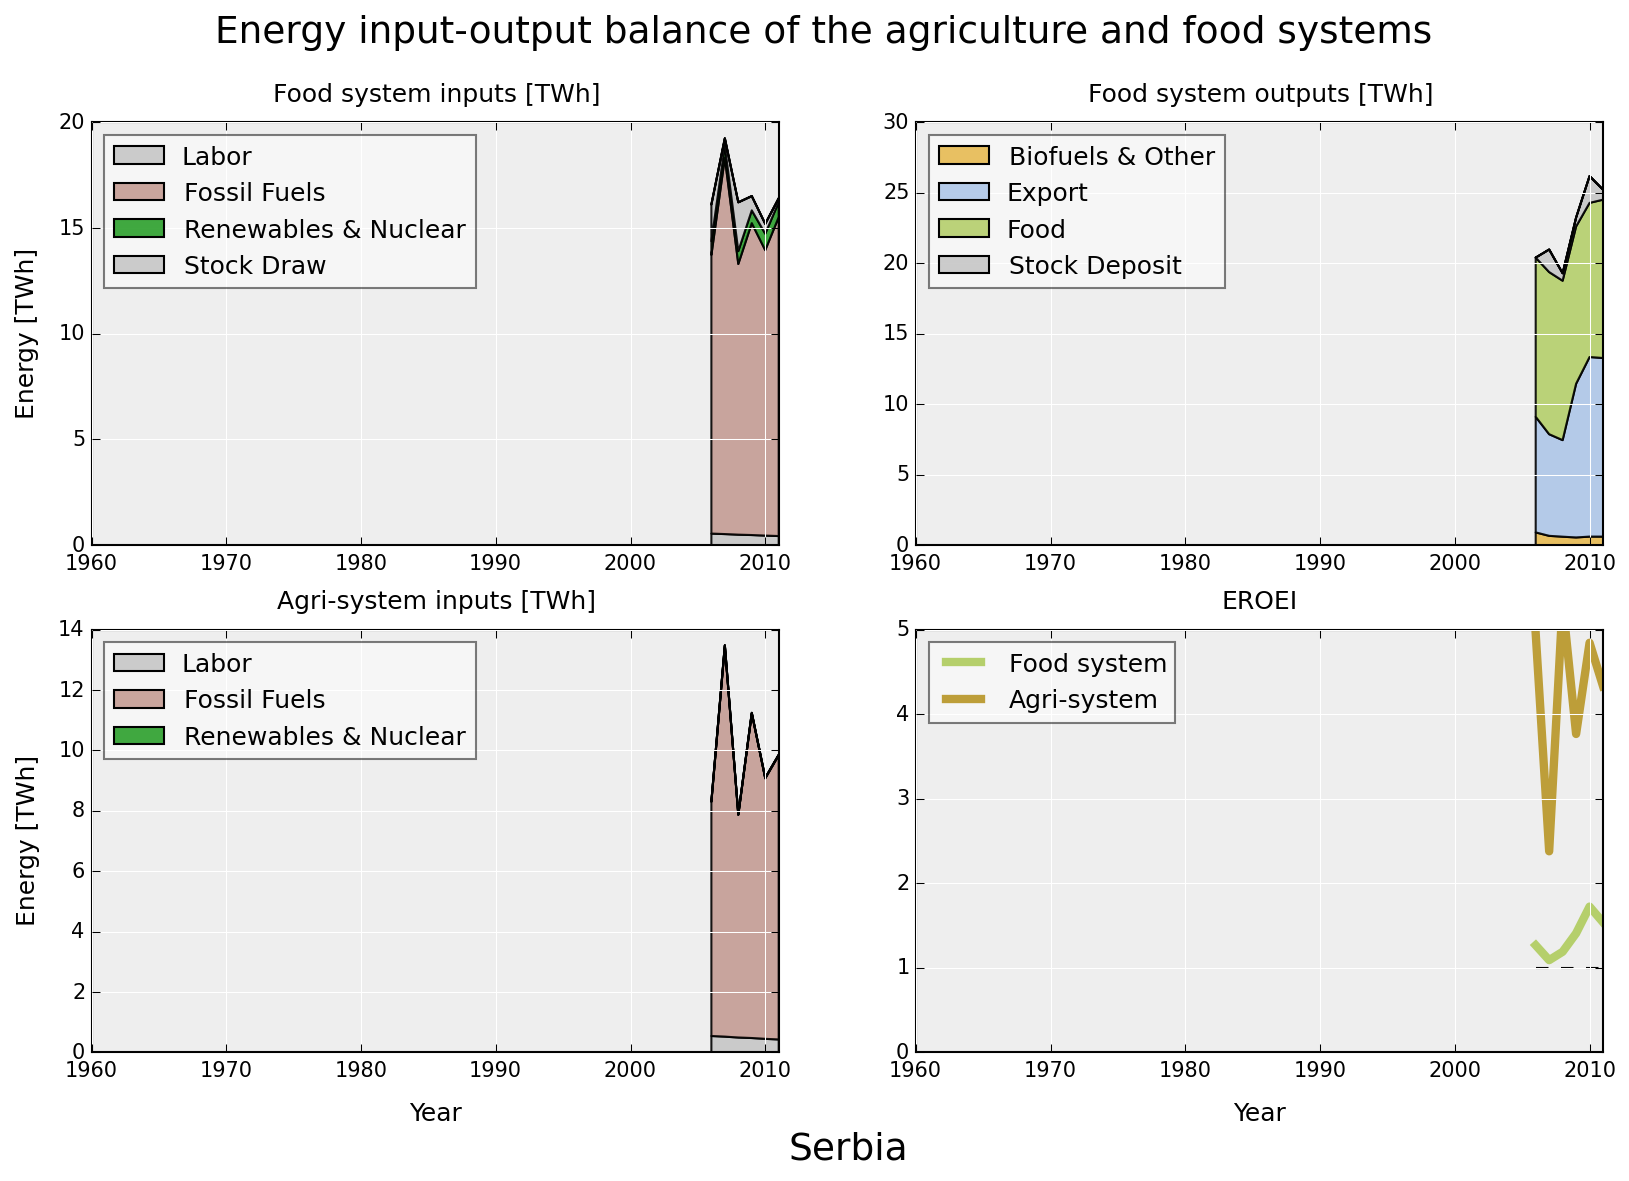 Energy input-output balance of the agriculture and food systems
Food system inputs [TWh]
Energy [TWh]
20
15
10
5
0
1960 1970 1980 1990 2000 2010
Labor
Fossil Fuels
Renewables & Nuclear
Stock Draw
Food system outputs [TWh]
30
25
20
15
10
5
0
1960 1970 1980 1990 2000 2010
Biofuels & Other
Export
Food
Stock Deposit
Agri-system inputs [TWh]
Energy [TWh]
14
12
10
8
6
4
2
0
1960 1970 1980 1990 2000 2010
Year
Labor
Fossil Fuels
Renewables & Nuclear
EROEI
5
4
3
2
1
0
1960 1970 1980 1990 2000 2010
Year
Food system
Agri-system
Serbia